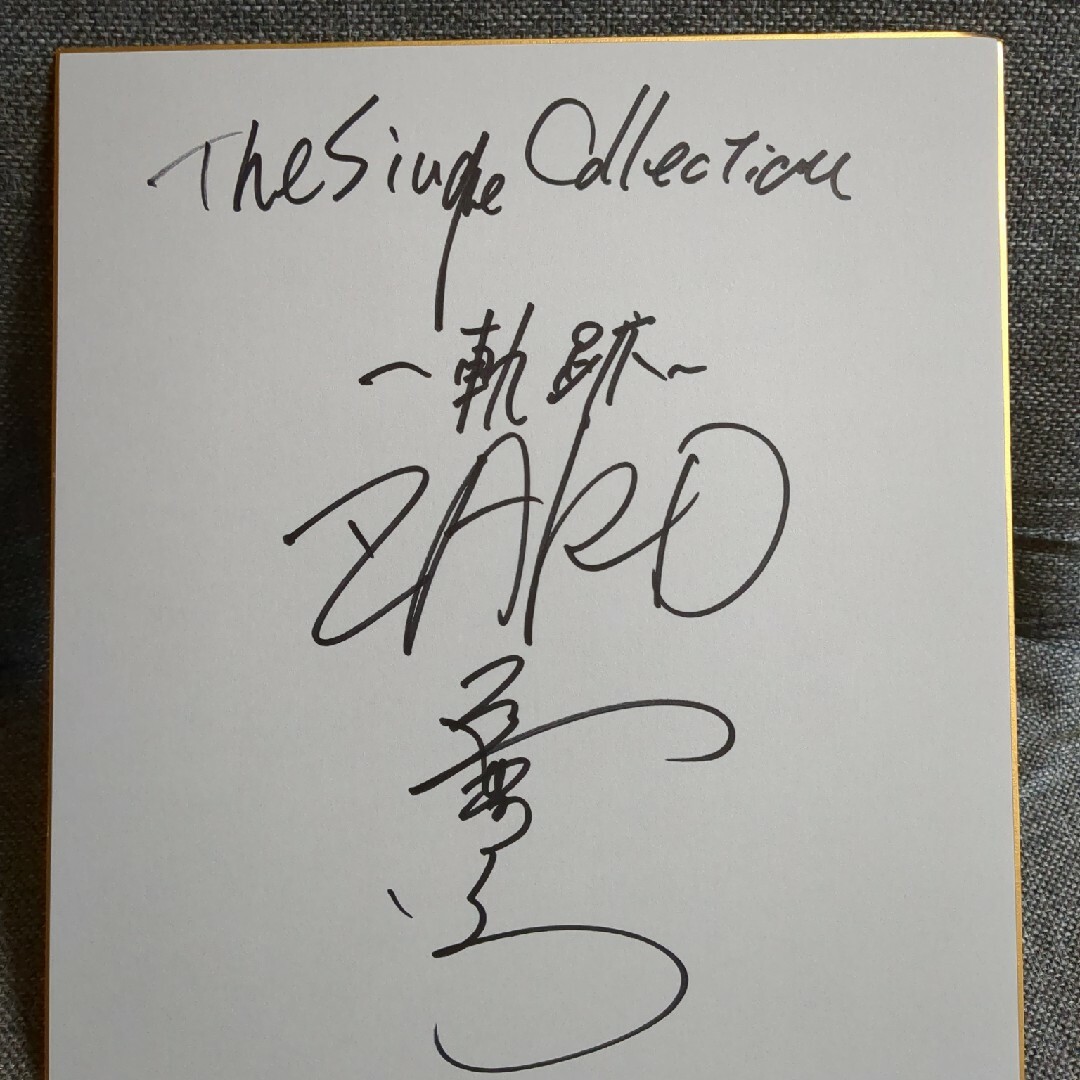 The Single Collection
～軌跡～
ZARD